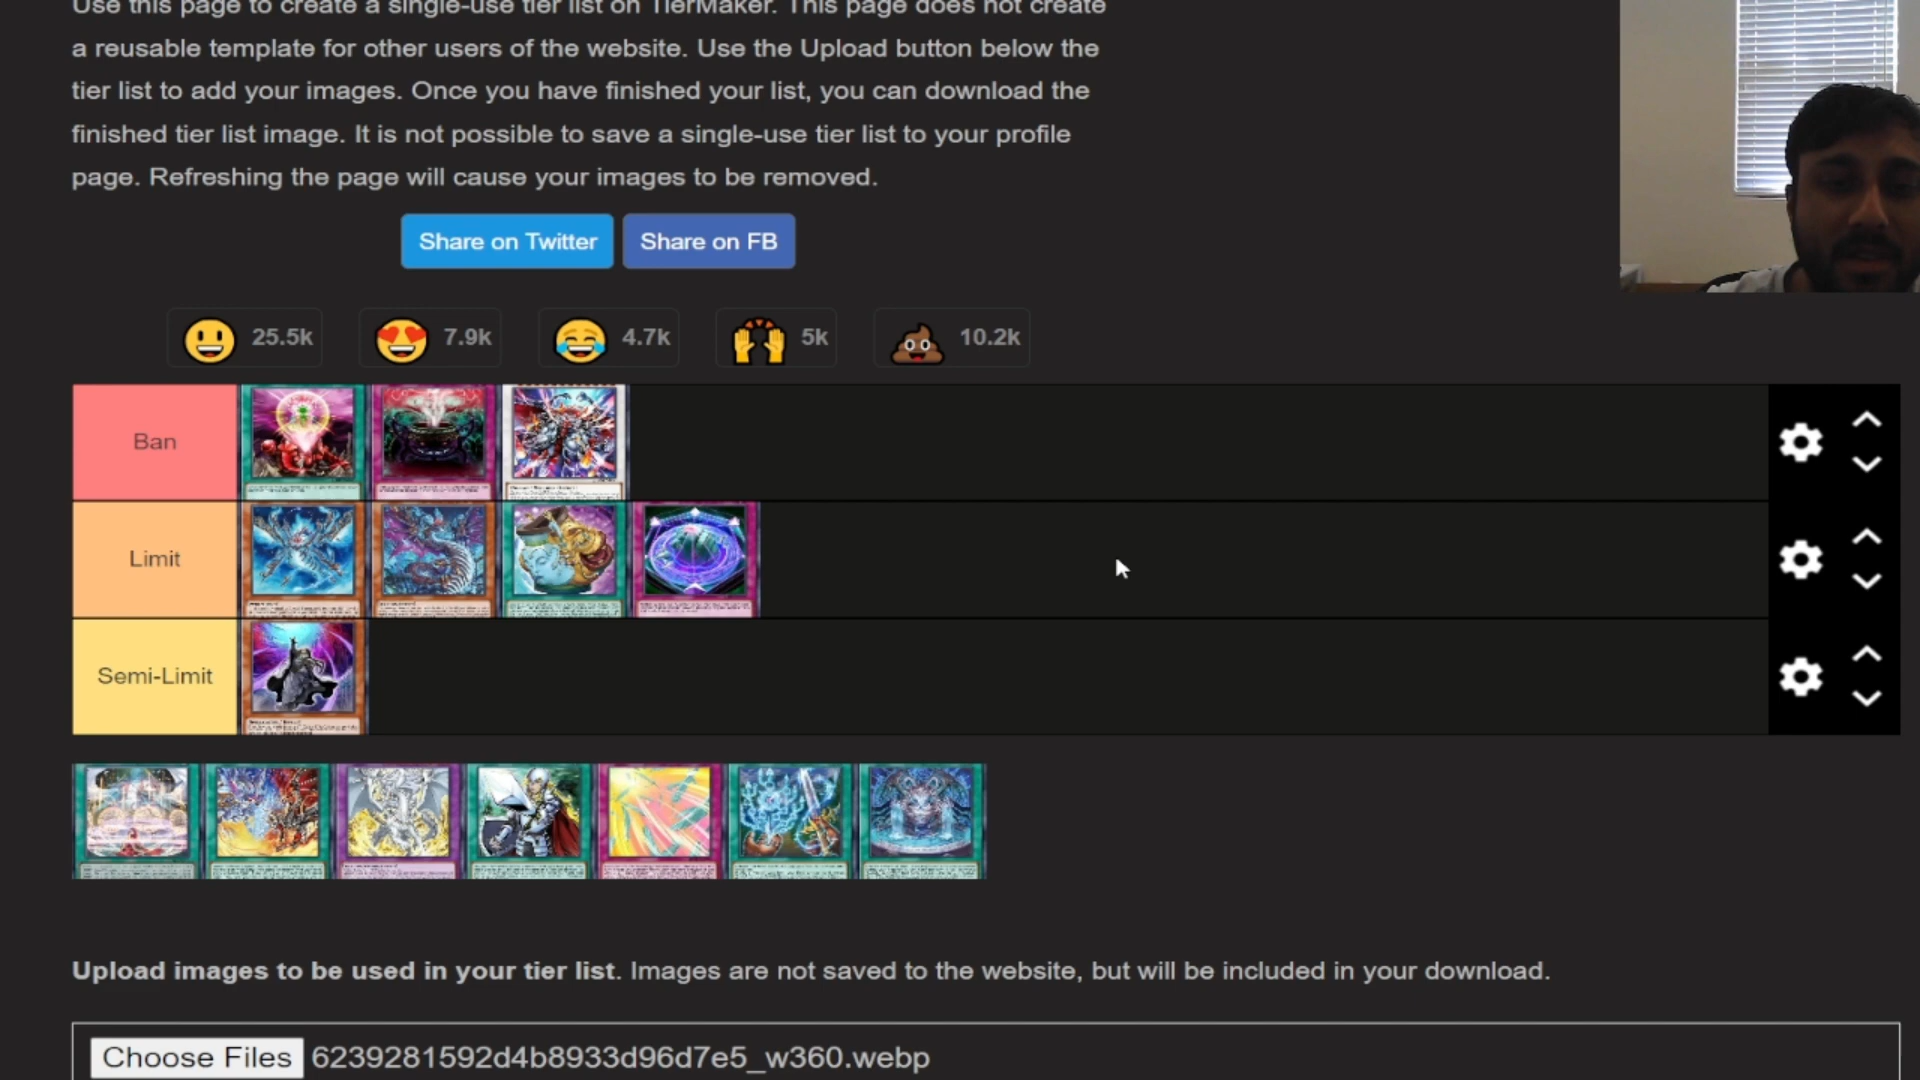 Use this page to create a single-use tier list on TierMaker. This page does not create
a reusable template for other users of the website. Use the Upload button below the
tier list to add your images. Once you have finished your list, you can download the
finished tier list image. It is not possible to save a single-use tier list to your profile
page. Refreshing the page will cause your images to be removed.
Share on Twitter Share on FB
25.5k 7.9k 4.7k 5k 10.2k
Ban
Limit
Semi-Limit
Upload images to be used in your tier list. Images are not saved to the website, but will be included in your download.
Choose Files 6239281592d4b8933d96d7e5_w360.webp